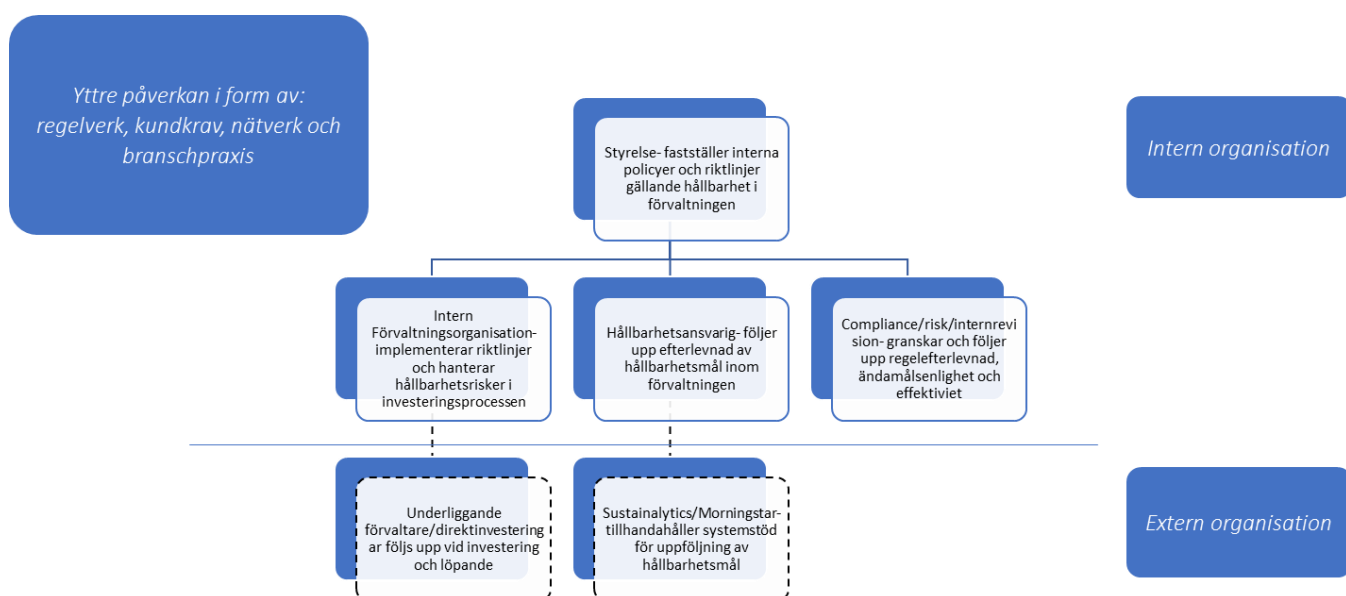 Yttre påverkan i form av:
regelverk, kundkrav, nätverk och
branschpraxis
Styrelse- fastställer interna
policyer och riktlinjer
gällande hållbarhet i
förvaltningen
Intern organisation
Intern
Förvaltningsorganisation-
implementerar riktlinjer
och hanterar
hållbarhetsrisker i
investeringsprocessen
Hållbarhetsansvarig- följer
upp efterlevnad av
hållbarhetsmål inom
förvaltningen
Compliance/risk/internrevi
sion- granskar och följer
upp regelefterlevnad,
ändamålsenlighet och
effektiviet
Underliggande
förvaltare/direktinvestering
ar följs upp vid investering
och löpande
Sustainalytics/Morningstar-
tillhandahåller systemstöd
för uppföljning av
hållbarhetsmål
Extern organisation